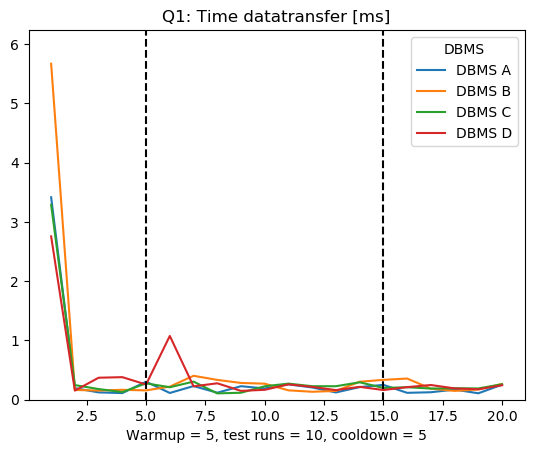 Q1: Time datatransfer [ms]
DBMS
DBMS A
DBMS B
DBMS C
DBMS D
6
5
4
3
2
1
0
2.5 5.0 7.5 10.0 12.5 15.0 17.5 20.0
Warmup = 5, test runs = 10, cooldown = 5